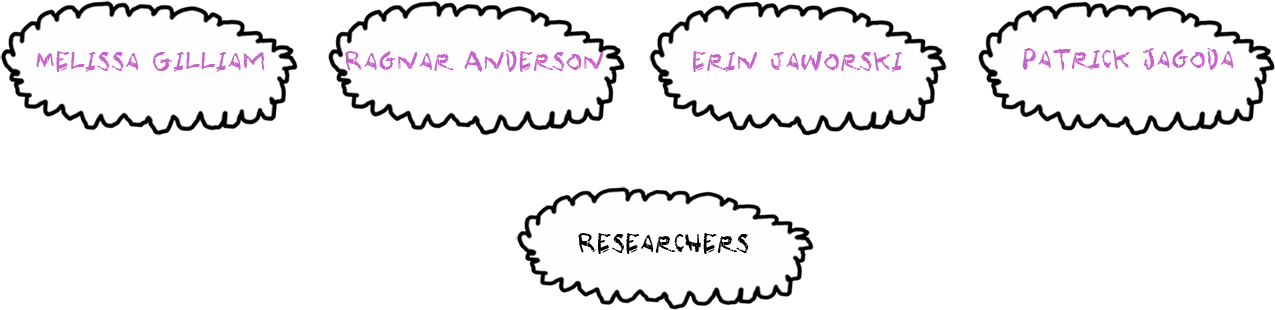 MELISSA GILLIAM
RAGNAR ANDERSON
ERIN JAWORSKI
PATRICK JAGODA
RESEARCHERS